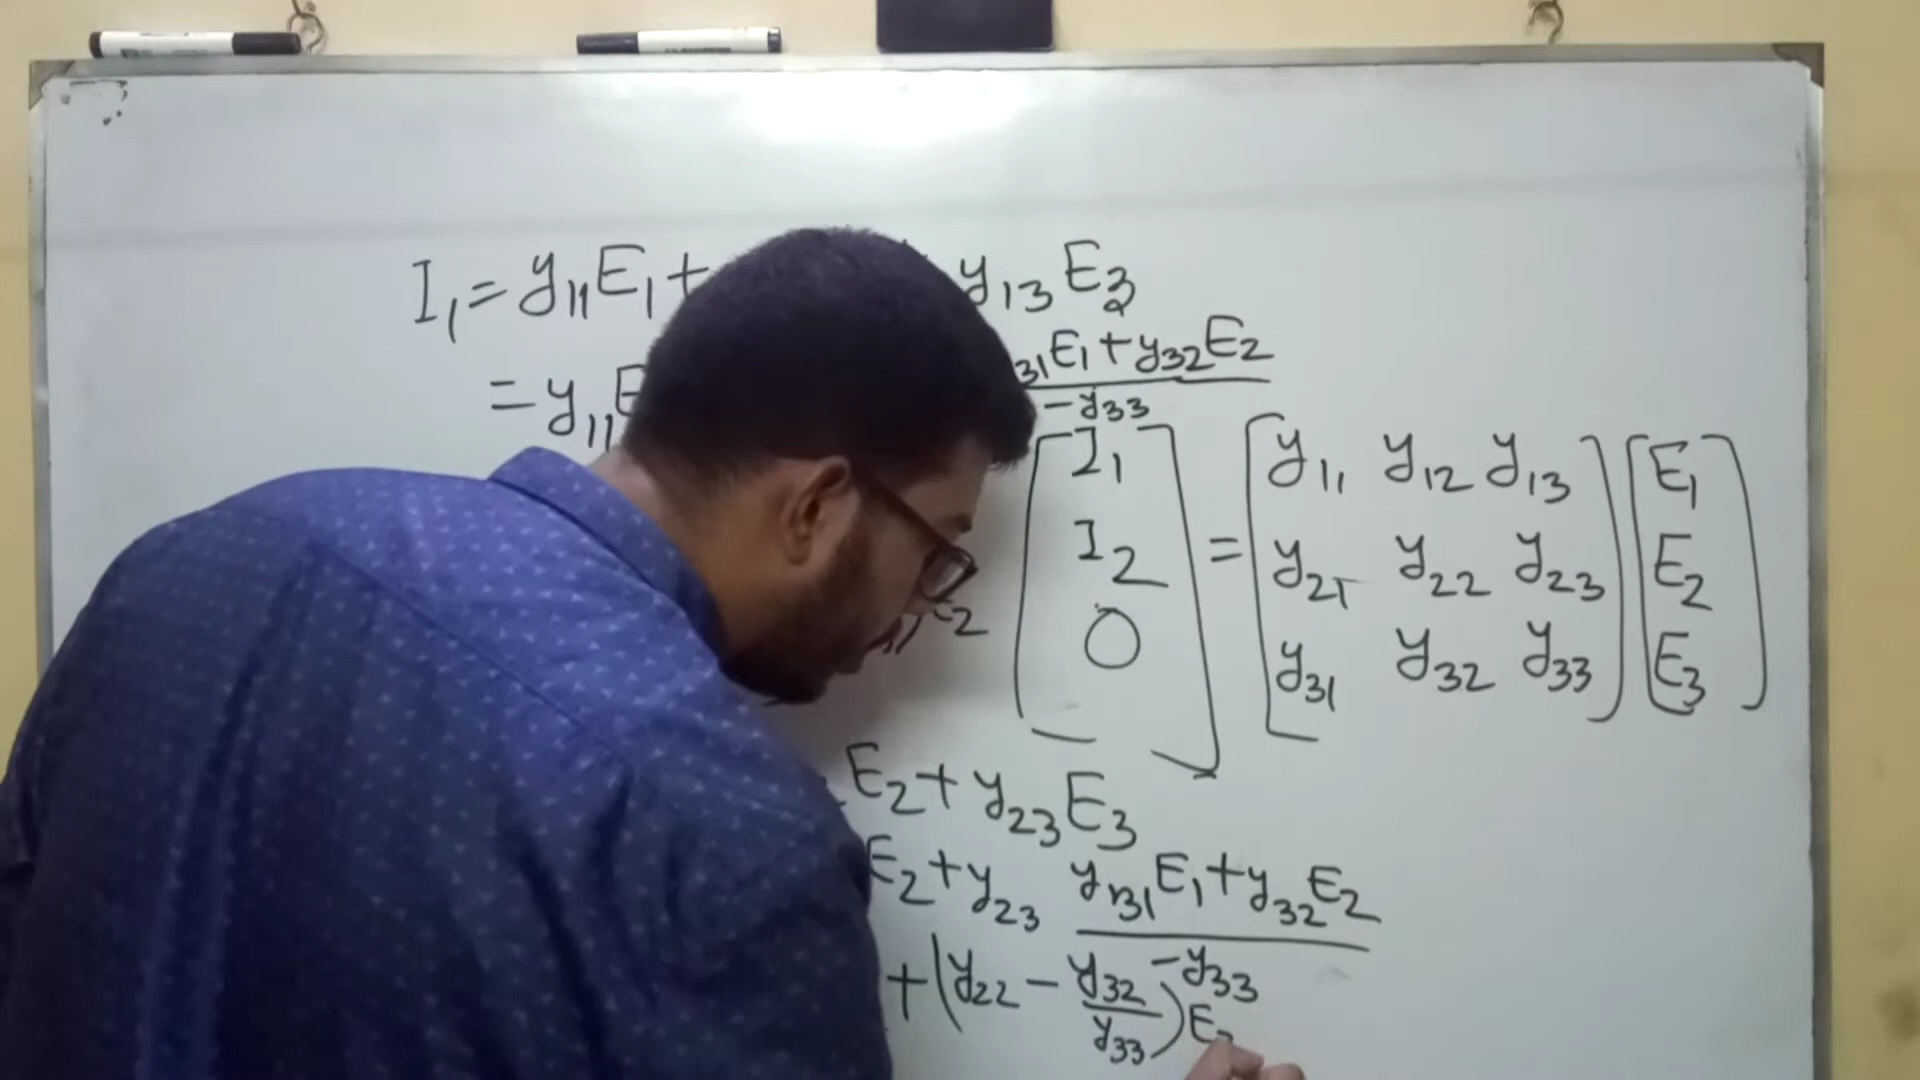 I₁ = y₁₁E₁ + y₁₃E₃
= y₁₁E ₃₁E₁ + y₃₂E₂
-y₃₃
[I₁] = [y₁₁ y₁₂ y₁₃] [E₁]
[I₂] [y₂₁ y₂₂ y₂₃] [E₂]
[0] [y₃₁ y₃₂ y₃₃] [E₃]
E₂ + y₂₃E₃
E₂ + y₂₃ y₃₁E₁ + y₃₂E₂
-y₃₃
+ (y₂₂ - y₃₂
y₃₃) E